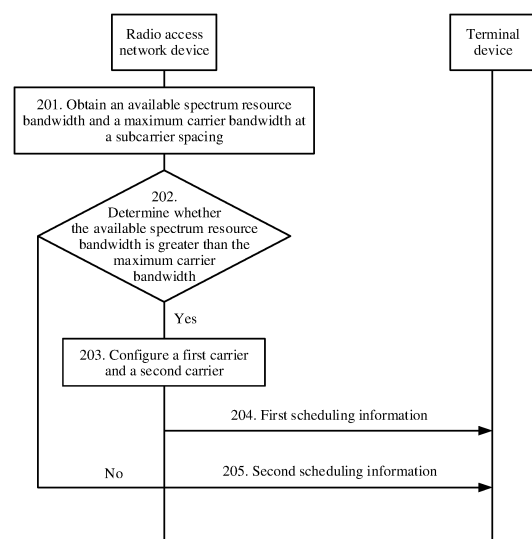 Radio access
network device
Terminal
device
201. Obtain an available spectrum resource
bandwidth and a maximum carrier bandwidth at
a subcarrier spacing
202.
Determine whether
the available spectrum resource
bandwidth is greater than the
maximum carrier
bandwidth
Yes
203. Configure a first carrier
and a second carrier
204. First scheduling information
No
205. Second scheduling information